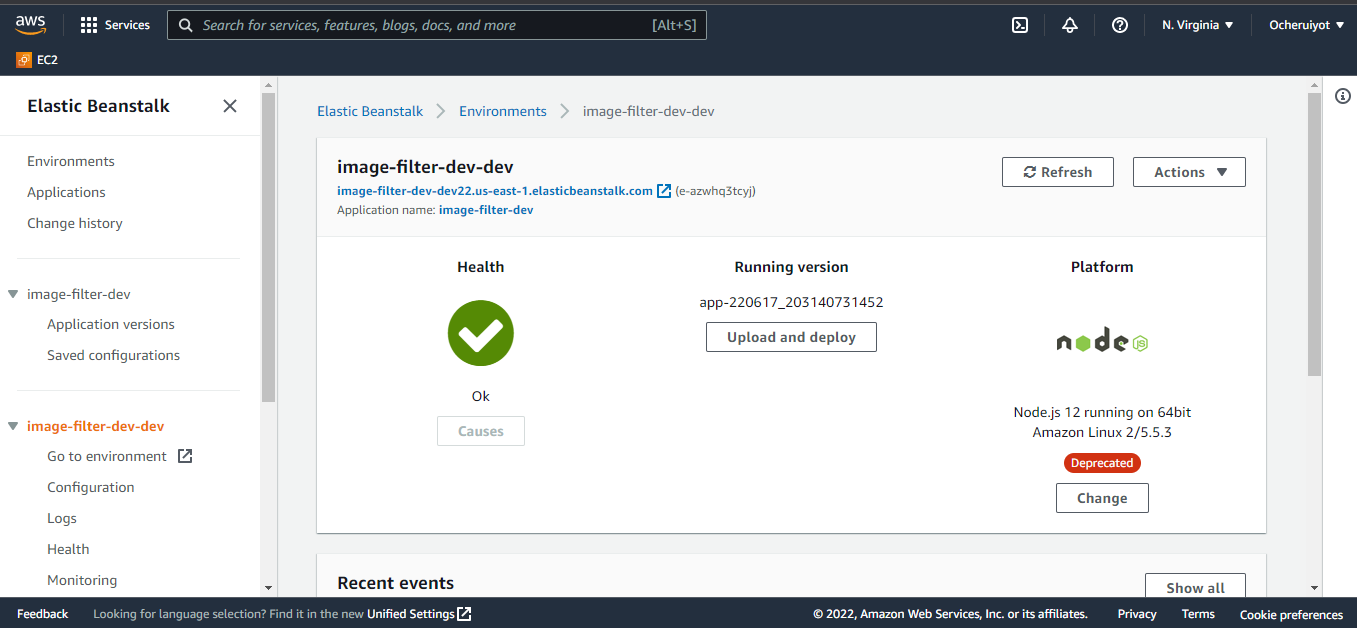 aws
Services
Search for services, features, blogs, docs, and more [Alt+S]
N. Virginia
Ocheruiyot
EC2
Elastic Beanstalk
Environments
Applications
Change history
image-filter-dev
Application versions
Saved configurations
image-filter-dev-dev
Go to environment
Configuration
Logs
Health
Monitoring
Elastic Beanstalk > Environments > image-filter-dev-dev
image-filter-dev-dev
Refresh
Actions
image-filter-dev-dev22.us-east-1.elasticbeanstalk.com (e-azwhq3tcyj)
Application name: image-filter-dev
Health
Ok
Causes
Running version
app-220617_203140731452
Upload and deploy
Platform
node JS
Node.js 12 running on 64bit
Amazon Linux 2/5.5.3
Deprecated
Change
Recent events
Show all
Feedback
Looking for language selection? Find it in the new Unified Settings
© 2022, Amazon Web Services, Inc. or its affiliates.
Privacy
Terms
Cookie preferences